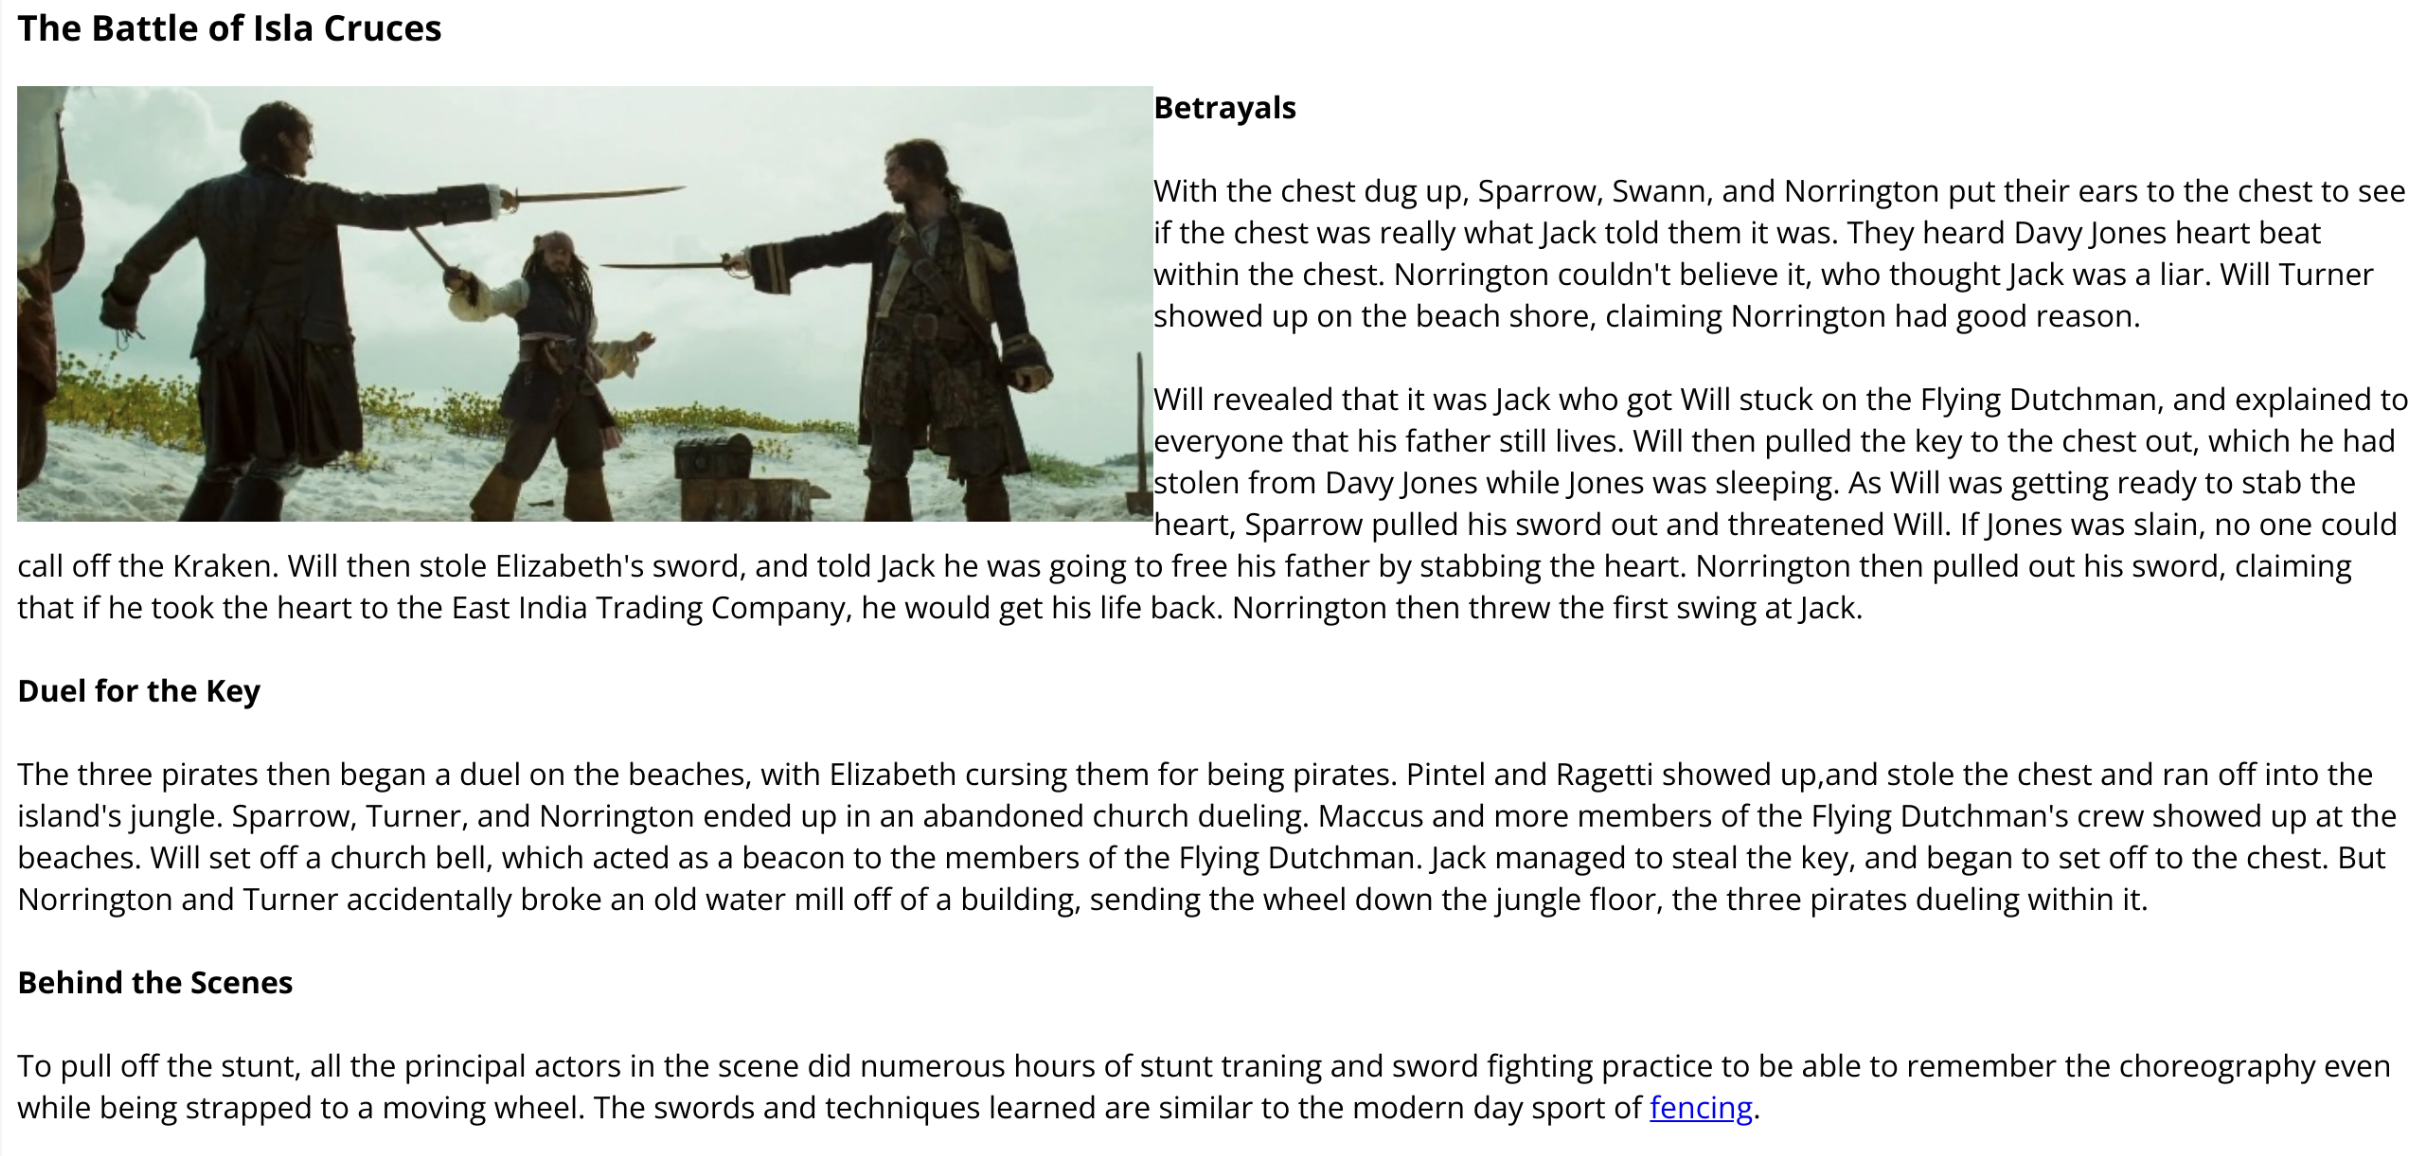 The Battle of Isla Cruces
Betrayals
With the chest dug up, Sparrow, Swann, and Norrington put their ears to the chest to see
if the chest was really what Jack told them it was. They heard Davy Jones heart beat
within the chest. Norrington couldn't believe it, who thought Jack was a liar. Will Turner
showed up on the beach shore, claiming Norrington had good reason.
Will revealed that it was Jack who got Will stuck on the Flying Dutchman, and explained to
everyone that his father still lives. Will then pulled the key to the chest out, which he had
stolen from Davy Jones while Jones was sleeping. As Will was getting ready to stab the
heart, Sparrow pulled his sword out and threatened Will. If Jones was slain, no one could
call off the Kraken. Will then stole Elizabeth's sword, and told Jack he was going to free his father by stabbing the heart. Norrington then pulled out his sword, claiming
that if he took the heart to the East India Trading Company, he would get his life back. Norrington then threw the first swing at Jack.
Duel for the Key
The three pirates then began a duel on the beaches, with Elizabeth cursing them for being pirates. Pintel and Ragetti showed up,and stole the chest and ran off into the
island's jungle. Sparrow, Turner, and Norrington ended up in an abandoned church dueling. Maccus and more members of the Flying Dutchman's crew showed up at the
beaches. Will set off a church bell, which acted as a beacon to the members of the Flying Dutchman. Jack managed to steal the key, and began to set off to the chest. But
Norrington and Turner accidentally broke an old water mill off of a building, sending the wheel down the jungle floor, the three pirates dueling within it.
Behind the Scenes
To pull off the stunt, all the principal actors in the scene did numerous hours of stunt traning and sword fighting practice to be able to remember the choreography even
while being strapped to a moving wheel. The swords and techniques learned are similar to the modern day sport of fencing.